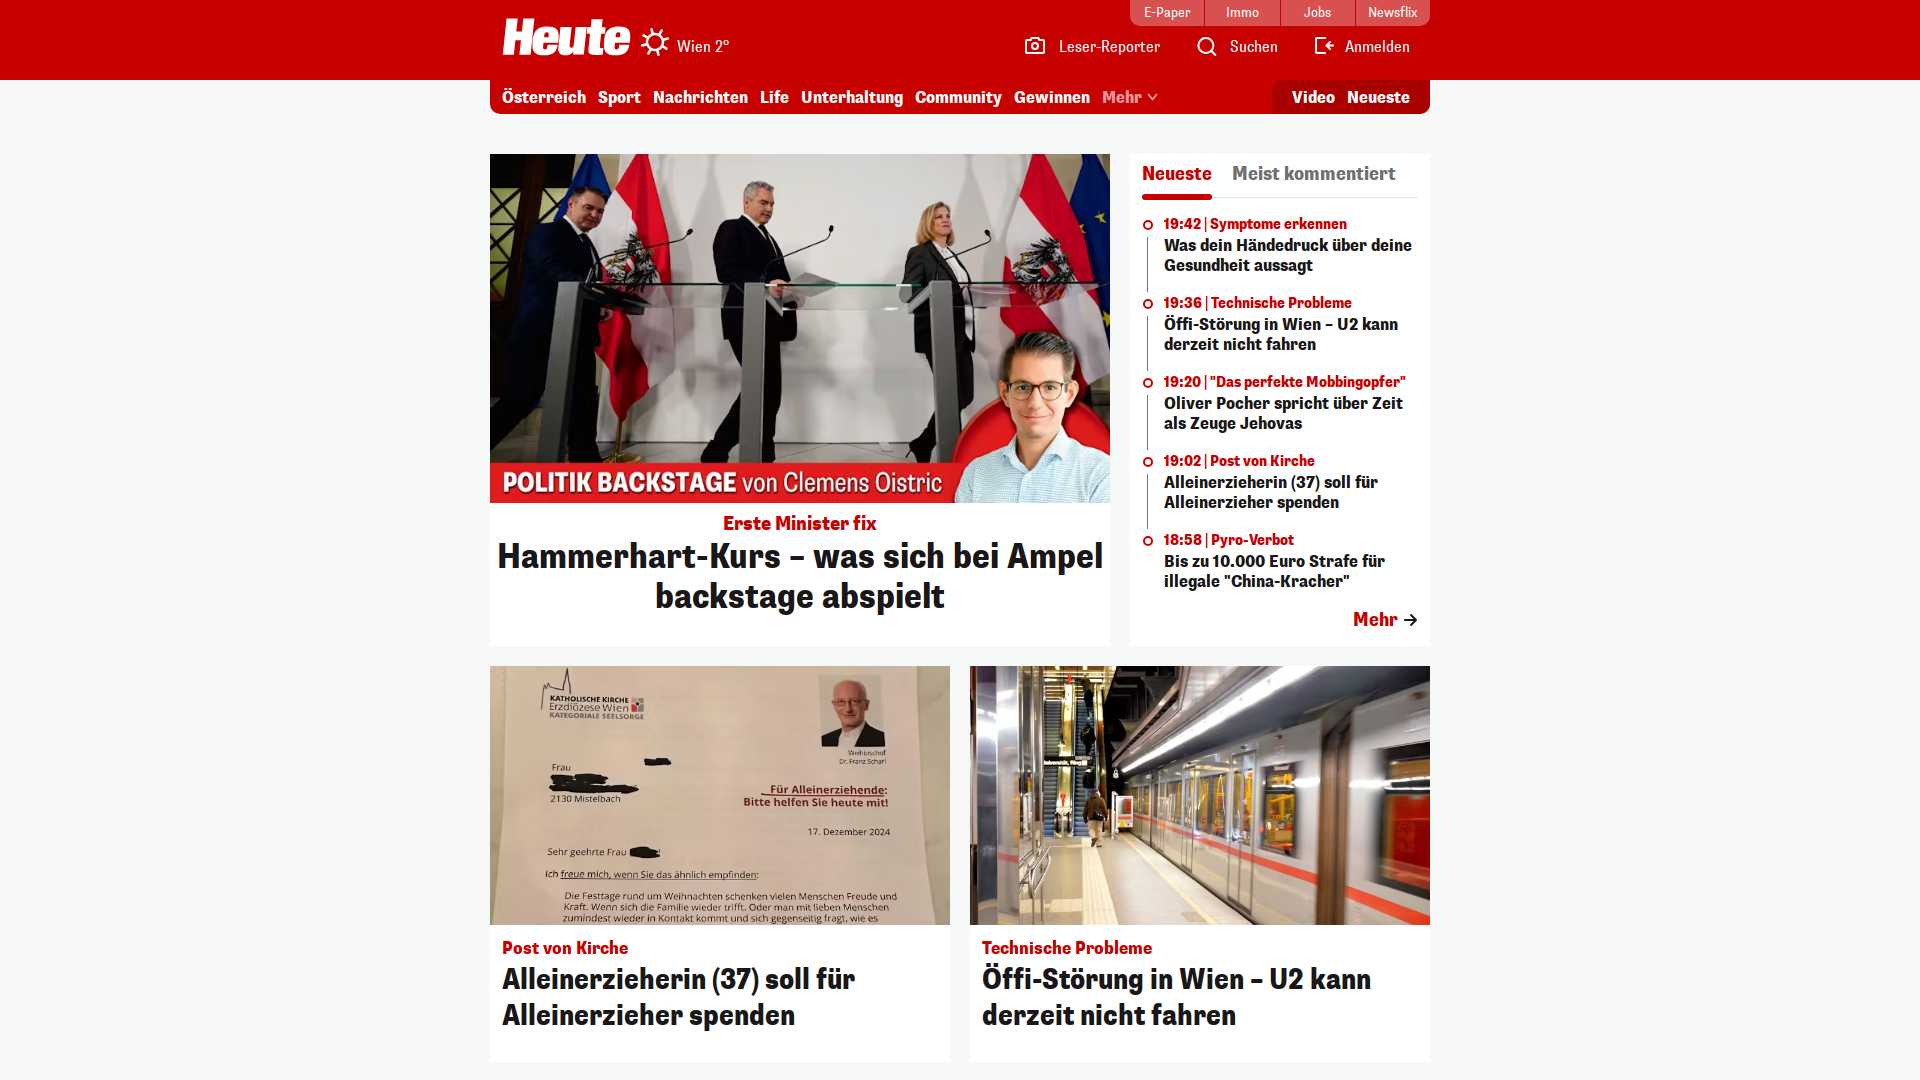 E-Paper
Immo
Jobs
Newsflix
Heute
Wien 2°
Leser-Reporter
Suchen
Anmelden
Österreich
Sport
Nachrichten
Life
Unterhaltung
Community
Gewinnen
Mehr
Video
Neueste
POLITIK BACKSTAGE von Clemens Oistric
Erste Minister fix
Hammerhart-Kurs – was sich bei Ampel
backstage abspielt
Neueste
Meist kommentiert
19:42 | Symptome erkennen
Was dein Händedruck über deine
Gesundheit aussagt
19:36 | Technische Probleme
Öffi-Störung in Wien – U2 kann
derzeit nicht fahren
19:20 | "Das perfekte Mobbingopfer"
Oliver Pocher spricht über Zeit
als Zeuge Jehovas
19:02 | Post von Kirche
Alleinerzieherin (37) soll für
Alleinerzieher spenden
18:58 | Pyro-Verbot
Bis zu 10.000 Euro Strafe für
illegale "China-Kracher"
Mehr
KATHOLISCHE KIRCHE
Erzdiözese Wien
KATEGORIALE SEELSORGE
Weihbischof
Dr. Franz Scharl
Frau
2130 Mistelbach
Für Alleinerziehende:
Bitte helfen Sie heute mit!
17. Dezember 2024
Sehr geehrte Frau
Ich freue mich, wenn Sie das ähnlich empfinden:
Die Festtage rund um Weihnachten schenken vielen Menschen Freude und
Kraft. Wenn sich die Familie wieder trifft. Oder man mit lieben Menschen
zumindest wieder in Kontakt kommt und sich gegenseitig fragt, wie es
Post von Kirche
Alleinerzieherin (37) soll für
Alleinerzieher spenden
Technische Probleme
Öffi-Störung in Wien – U2 kann
derzeit nicht fahren